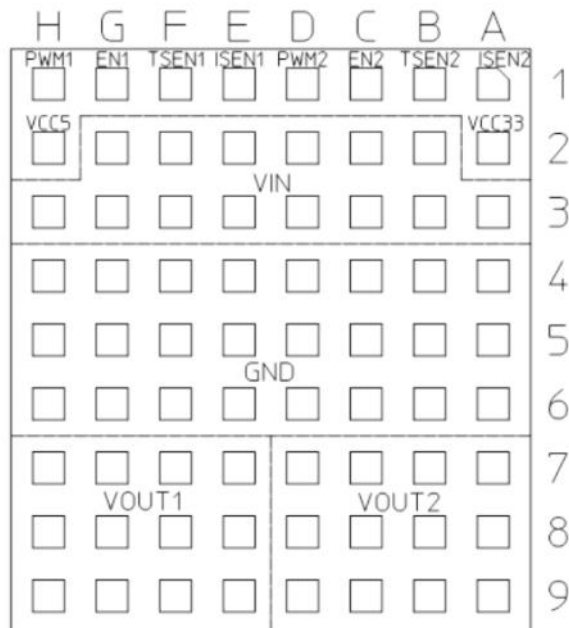 H G F E D C B A
PWM1 EN1 TSEN1 ISEN1 PWM2 EN2 TSEN2 ISEN2
1
VCC5 VCC33
2
VIN
3
4
5
GND
6
7
VOUT1 VOUT2
8
9